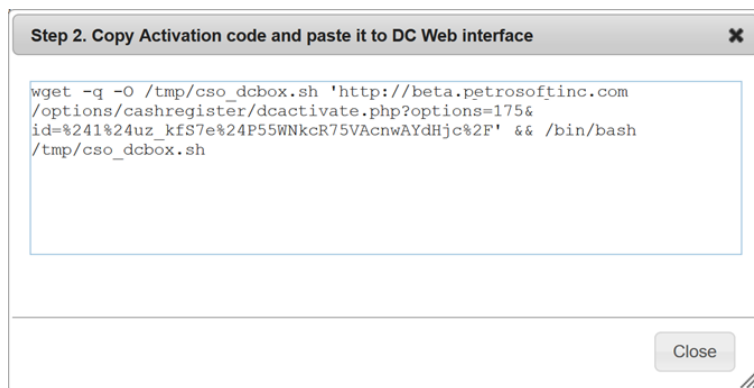 Step 2. Copy Activation code and paste it to DC Web interface
wget -q -O /tmp/cso_dcbox.sh 'http://beta.petrosoftinc.com
/options/cashregister/dcactivate.php?options=175&
id=%241%24uz_kfS7e%24P55WNkcR75VAcnwAYdHjc%2F' && /bin/bash
/tmp/cso_dcbox.sh
Close